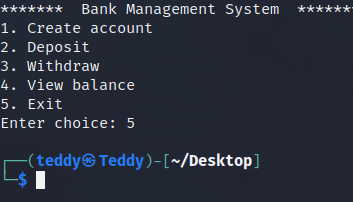 *******  Bank Management System  *******
1. Create account
2. Deposit
3. Withdraw
4. View balance
5. Exit
Enter choice: 5
┌──(teddy㉿Teddy)-[~/Desktop]
└─$